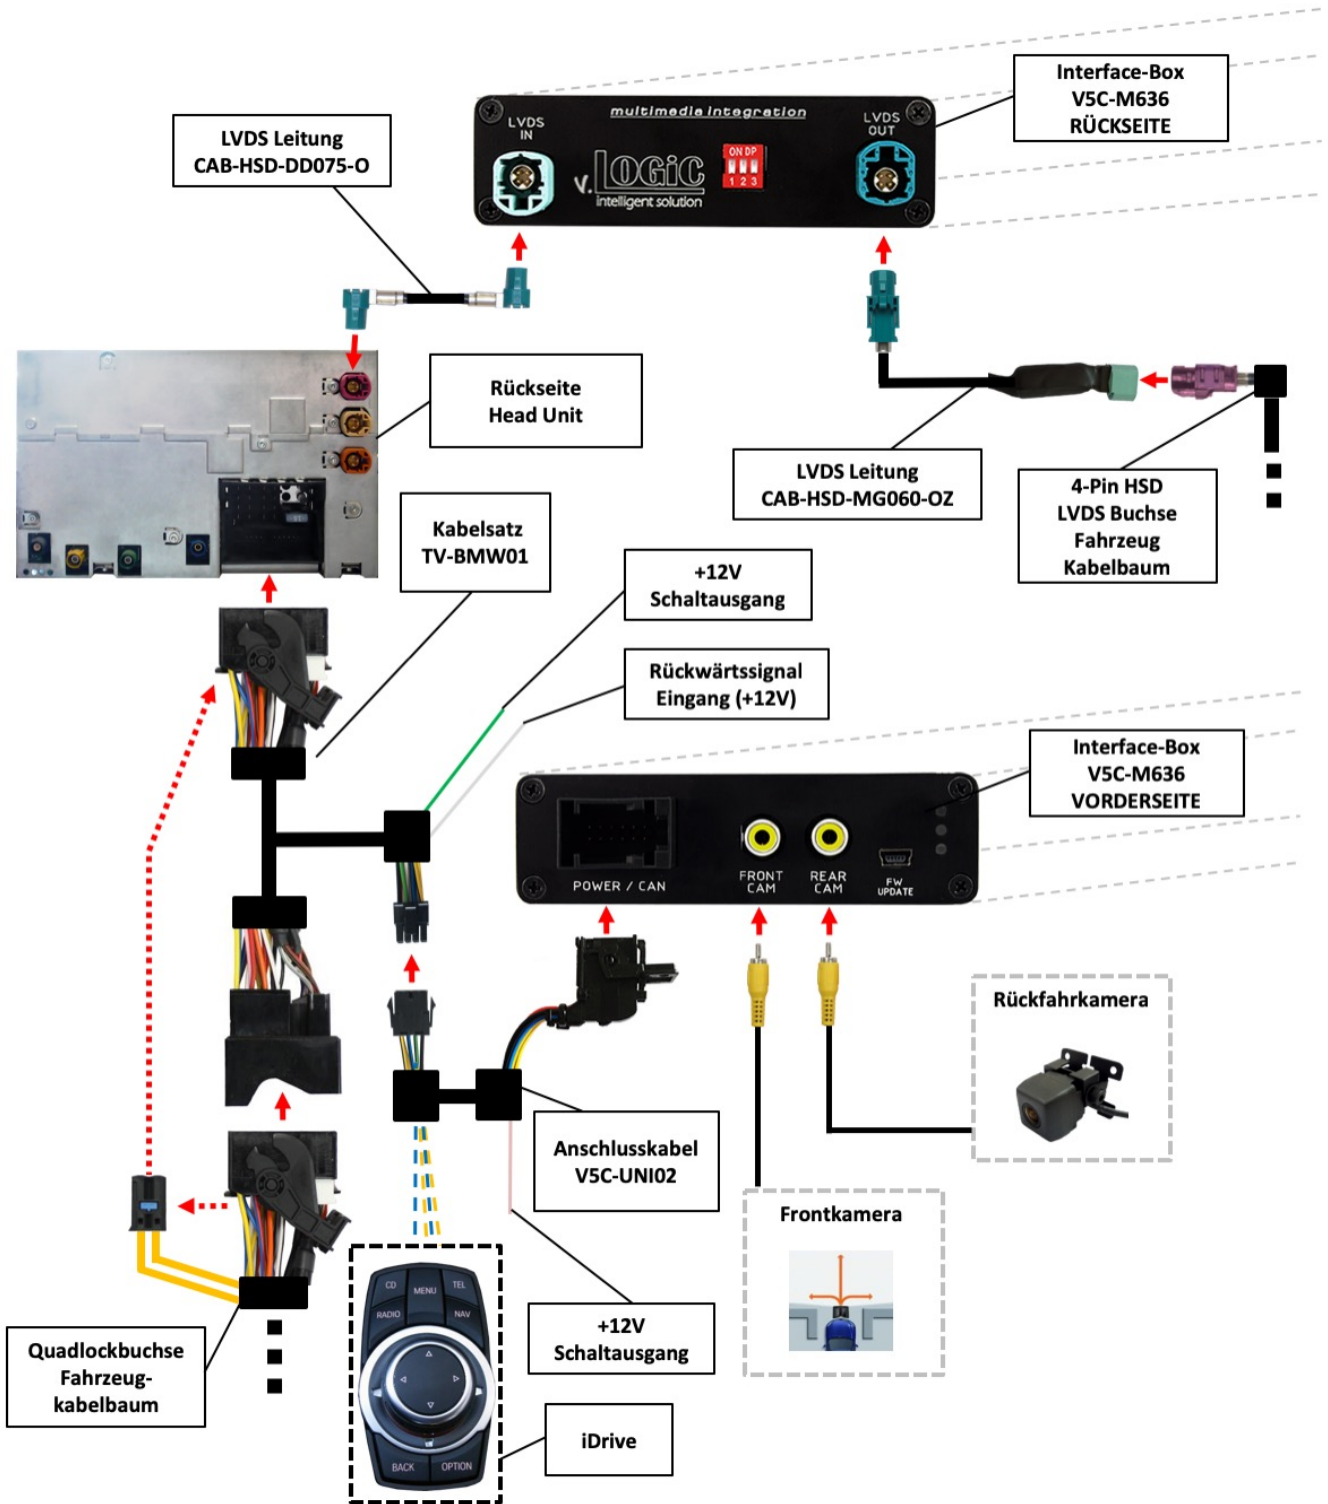 Interface-Box
V5C-M636
RÜCKSEITE
multimedia integration
LVDS
IN
LVDS
OUT
ON DP
1 2 3
v.LOGiC
intelligent solution
LVDS Leitung
CAB-HSD-DD075-O
Rückseite
Head Unit
LVDS Leitung
CAB-HSD-MG060-OZ
4-Pin HSD
LVDS Buchse
Fahrzeug
Kabelbaum
Kabelsatz
TV-BMW01
+12V
Schaltausgang
Rückwärtssignal
Eingang (+12V)
Interface-Box
V5C-M636
VORDERSEITE
POWER / CAN
FRONT
CAM
REAR
CAM
FW
UPDATE
Rückfahrkamera
Anschlusskabel
V5C-UNI02
Frontkamera
CD
MENU
TEL
RADIO
NAV
BACK
OPTION
+12V
Schaltausgang
Quadlockbuchse
Fahrzeug-
kabelbaum
iDrive